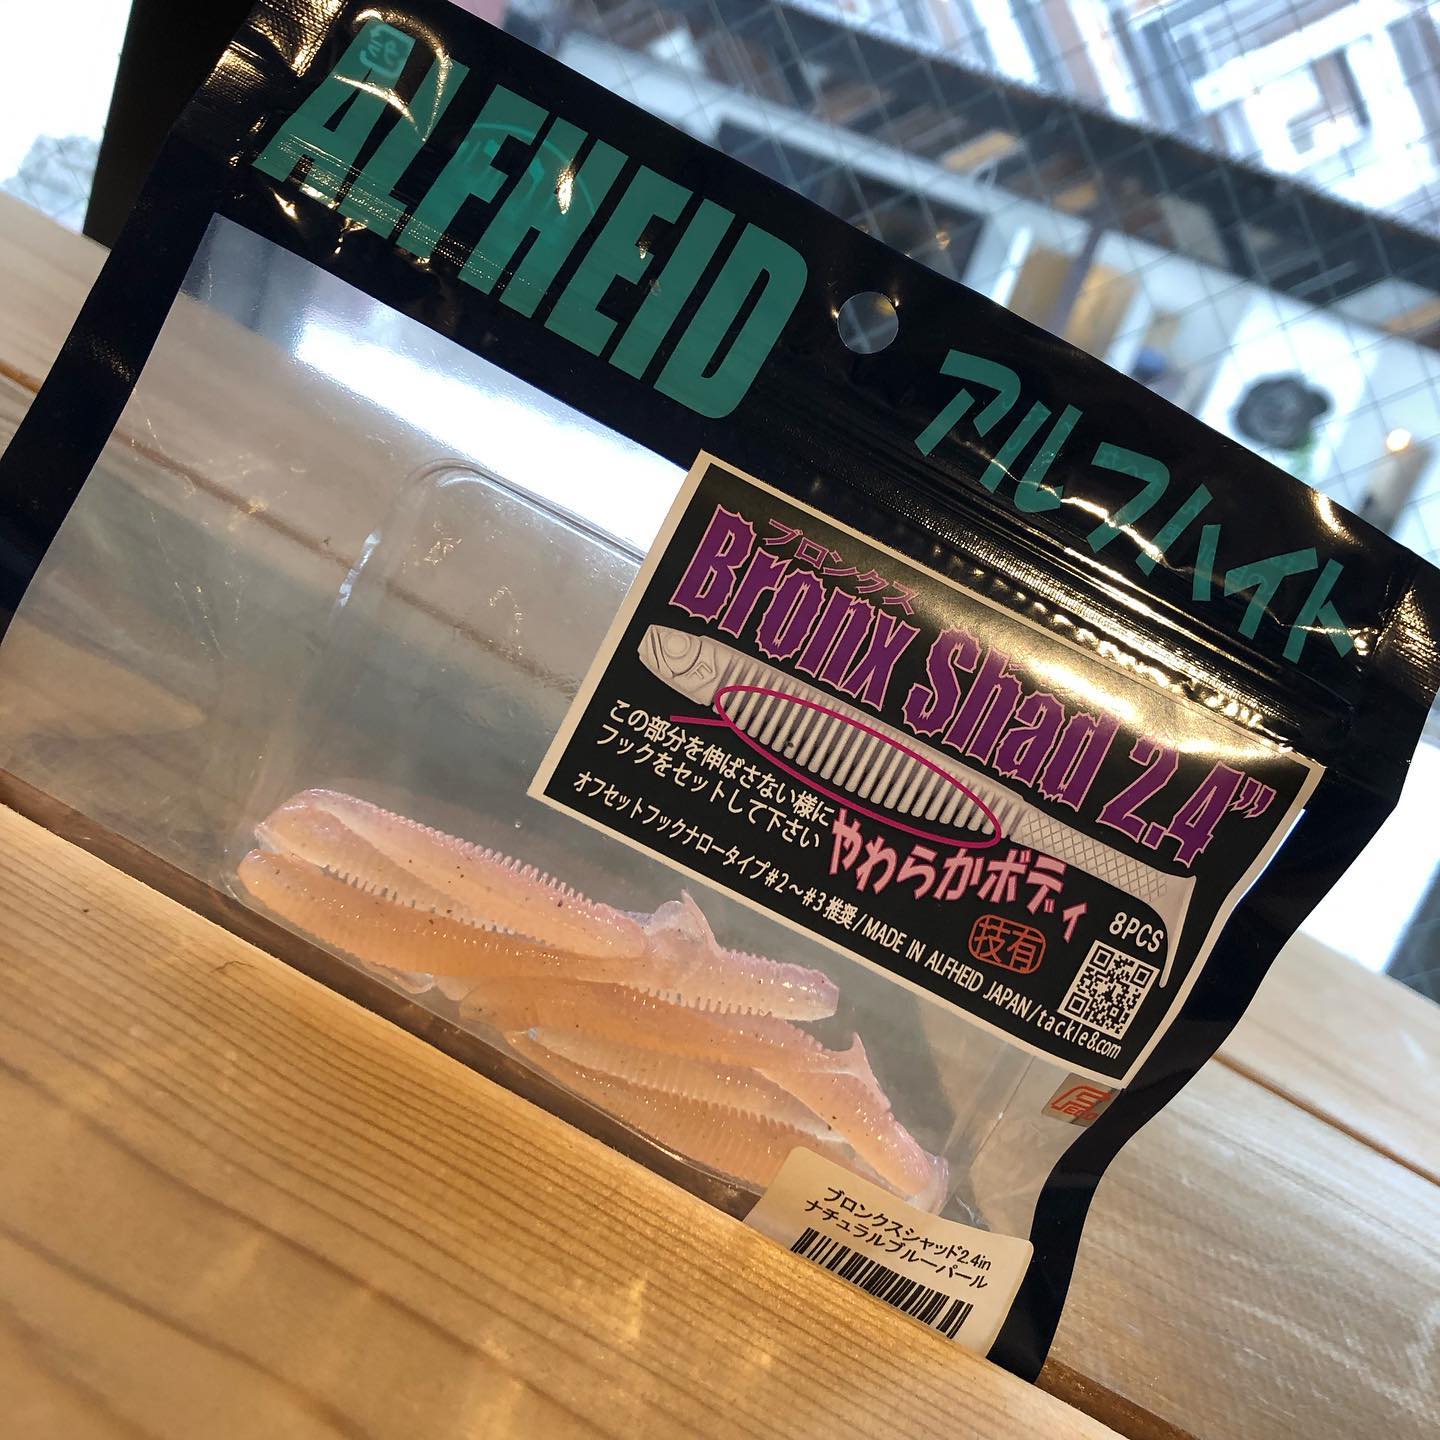 ALFHEID
アルフハイト
ブロンクス
Bronx Shad 2.4”
この部分を伸ばさない様に
フックをセットして下さい
やわらかボディ
オフセットフックナロータイプ#2～#3推奨/MADE IN ALFHEID JAPAN/tackle8.com
技有
8PCS
ブロンクスシャッド2.4in
ナチュラルブルーパール